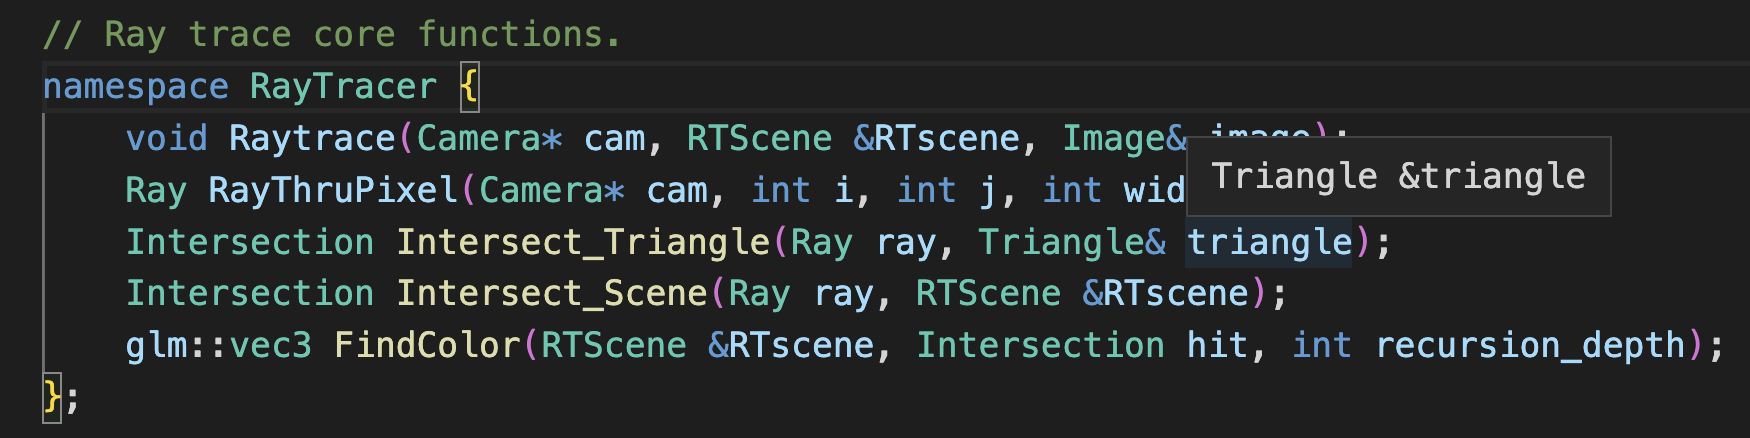 // Ray trace core functions.
namespace RayTracer {
void Raytrace(Camera* cam, RTScene &RTscene, Image& image);
Ray RayThruPixel(Camera* cam, int i, int j, int wid
Triangle &triangle
Intersection Intersect_Triangle(Ray ray, Triangle& triangle);
Intersection Intersect_Scene(Ray ray, RTScene &RTscene);
glm::vec3 FindColor(RTScene &RTscene, Intersection hit, int recursion_depth);
};